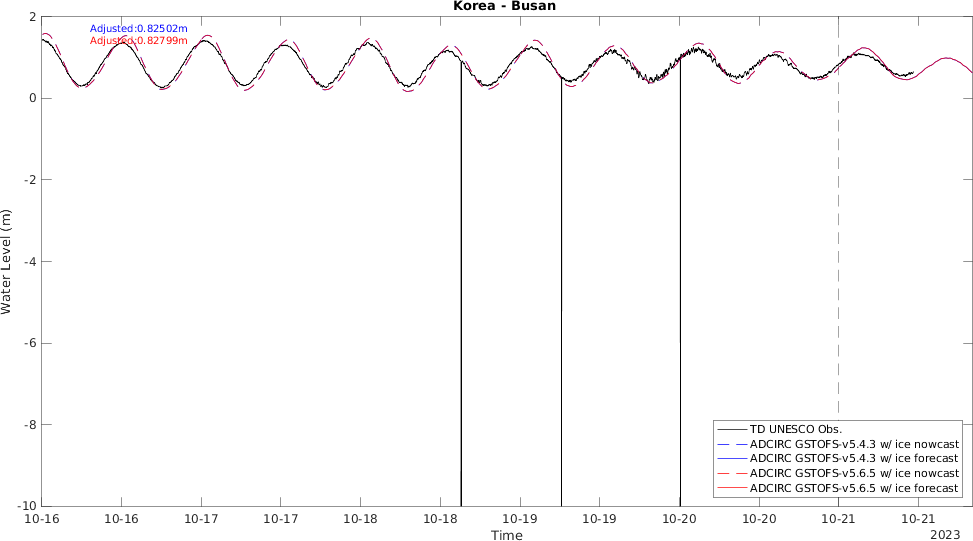 Korea - Busan
Adjusted:0.82502m
Adjusted:0.82799m
Water Level (m)
2
0
-2
-4
-6
-8
-10
TD UNESCO Obs.
ADCIRC GSTOFS-v5.4.3 w/ ice nowcast
ADCIRC GSTOFS-v5.4.3 w/ ice forecast
ADCIRC GSTOFS-v5.6.5 w/ ice nowcast
ADCIRC GSTOFS-v5.6.5 w/ ice forecast
10-16 10-16 10-17 10-17 10-18 10-18 10-19 10-19 10-20 10-20 10-21 10-21
Time
2023